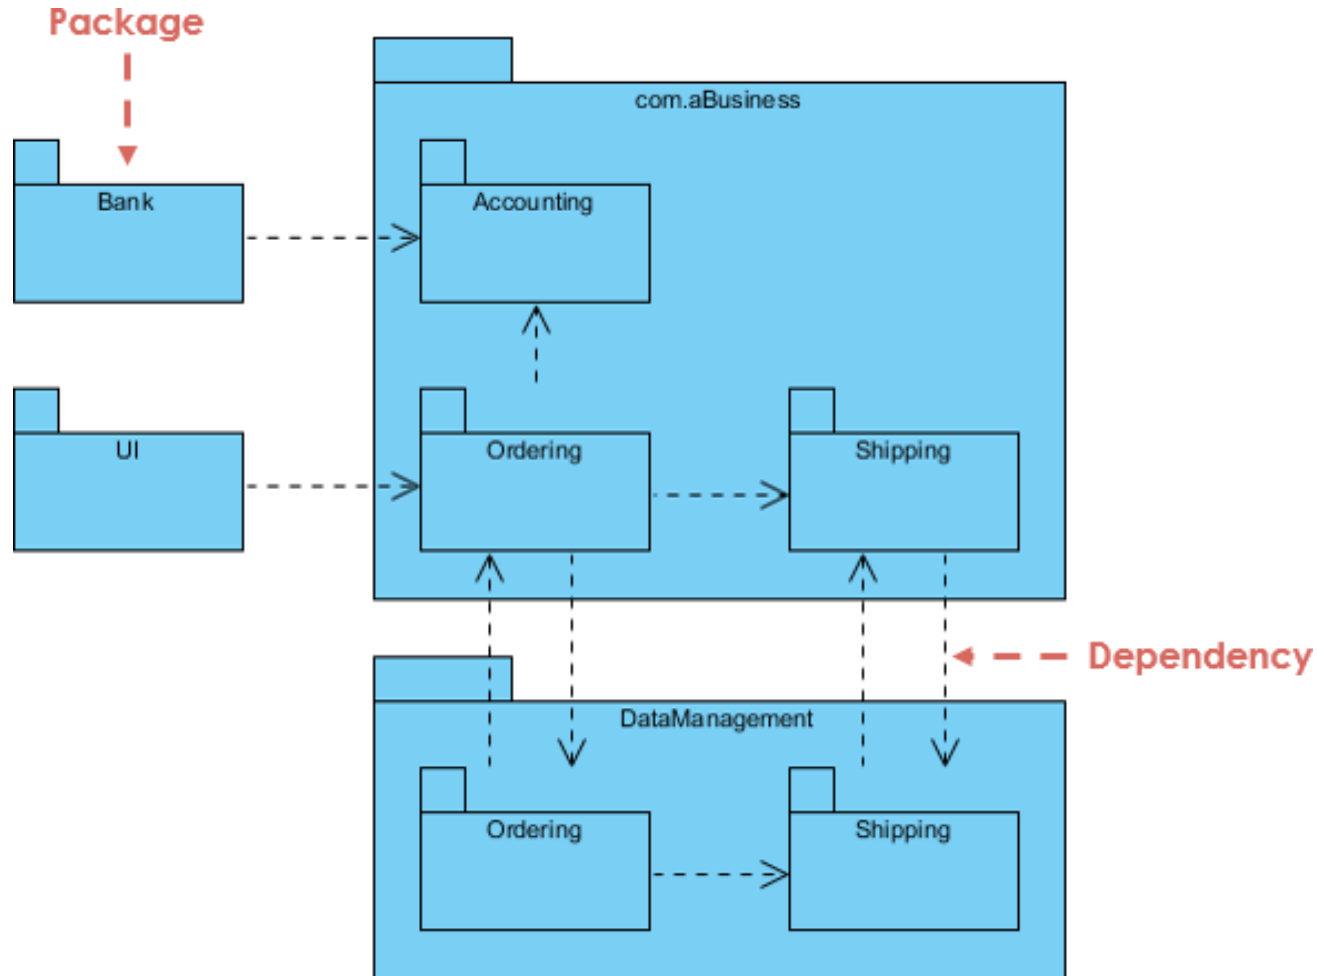 Package
com.aBusiness
Bank
Accounting
UI
Ordering
Shipping
Dependency
DataManagement
Ordering
Shipping